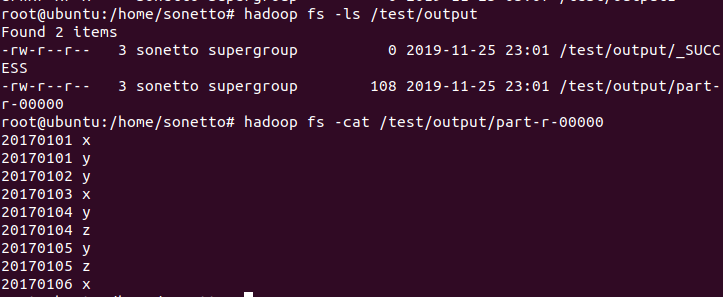 root@ubuntu:/home/sonetto# hadoop fs -ls /test/output
Found 2 items
-rw-r--r--   3 sonetto supergroup          0 2019-11-25 23:01 /test/output/_SUCC
ESS
-rw-r--r--   3 sonetto supergroup        108 2019-11-25 23:01 /test/output/part-
r-00000
root@ubuntu:/home/sonetto# hadoop fs -cat /test/output/part-r-00000
20170101 x
20170101 y
20170102 y
20170103 x
20170104 y
20170104 z
20170105 y
20170105 z
20170106 x